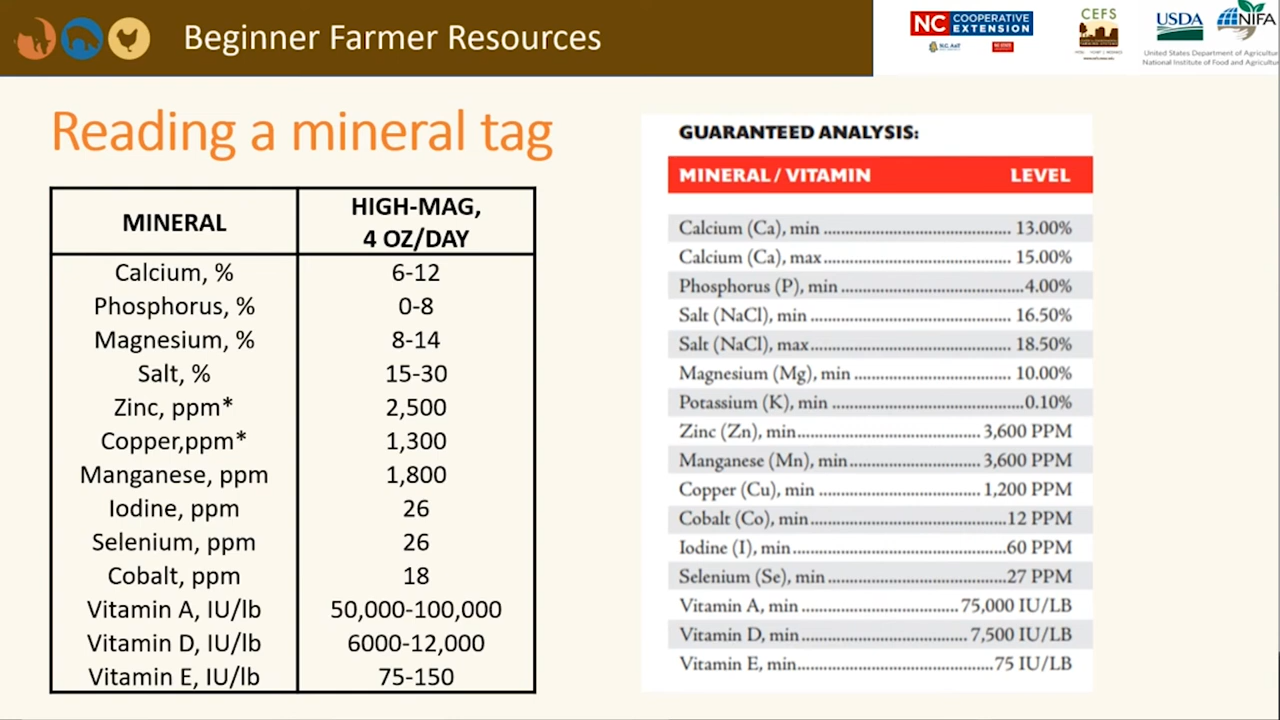 Beginner Farmer Resources
NC COOPERATIVE
EXTENSION
N.C. A&T
NC STATE
CEFS
USDA
NIFA
United States Department of Agricultu
National Institute of Food and Agricultu
Reading a mineral tag
MINERAL HIGH-MAG,
4 OZ/DAY
Calcium, % 6-12
Phosphorus, % 0-8
Magnesium, % 8-14
Salt, % 15-30
Zinc, ppm* 2,500
Copper,ppm* 1,300
Manganese, ppm 1,800
Iodine, ppm 26
Selenium, ppm 26
Cobalt, ppm 18
Vitamin A, IU/lb 50,000-100,000
Vitamin D, IU/lb 6000-12,000
Vitamin E, IU/lb 75-150
GUARANTEED ANALYSIS:
MINERAL / VITAMIN LEVEL
Calcium (Ca), min 13.00%
Calcium (Ca), max 15.00%
Phosphorus (P), min 4.00%
Salt (NaCl), min 16.50%
Salt (NaCl), max 18.50%
Magnesium (Mg), min 10.00%
Potassium (K), min 0.10%
Zinc (Zn), min 3,600 PPM
Manganese (Mn), min 3,600 PPM
Copper (Cu), min 1,200 PPM
Cobalt (Co), min 12 PPM
Iodine (I), min 60 PPM
Selenium (Se), min 27 PPM
Vitamin A, min 75,000 IU/LB
Vitamin D, min 7,500 IU/LB
Vitamin E, min 75 IU/LB